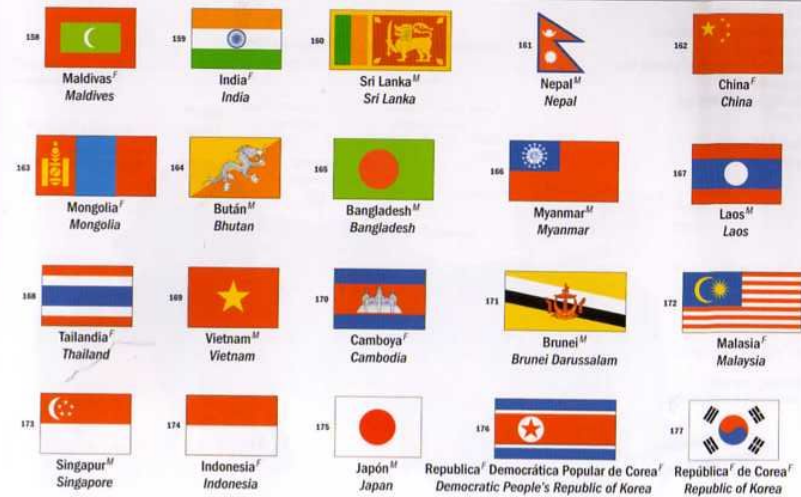 158
Maldivas F
Maldives
159
India F
India
160
Sri Lanka M
Sri Lanka
161
Nepal M
Nepal
162
China F
China
163
Mongolia F
Mongolia
164
Bután M
Bhutan
165
Bangladesh M
Bangladesh
166
Myanmar M
Myanmar
167
Laos M
Laos
168
Tailandia F
Thailand
169
Vietnam M
Vietnam
170
Camboya F
Cambodia
171
Brunei M
Brunei Darussalam
172
Malasia F
Malaysia
173
Singapur M
Singapore
174
Indonesia F
Indonesia
175
Japón M
Japan
176
Republica F Democrática Popular de Corea F
Democratic People's Republic of Korea
177
República F de Corea F
Republic of Korea